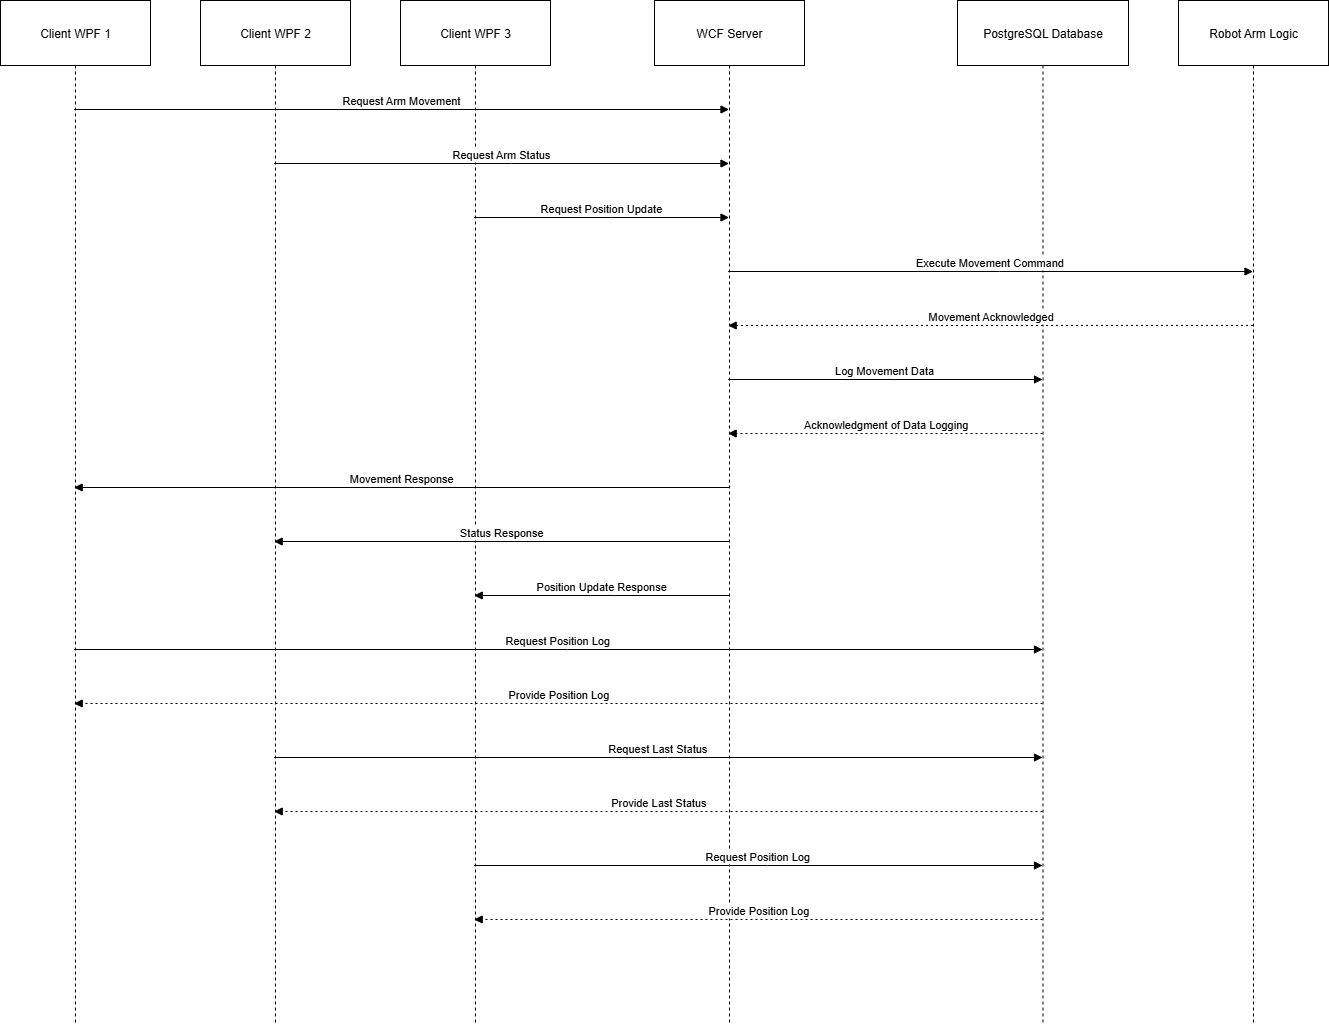 Client WPF 1
Client WPF 2
Client WPF 3
WCF Server
PostgreSQL Database
Robot Arm Logic
Request Arm Movement
Request Arm Status
Request Position Update
Execute Movement Command
Movement Acknowledged
Log Movement Data
Acknowledgment of Data Logging
Movement Response
Status Response
Position Update Response
Request Position Log
Provide Position Log
Request Last Status
Provide Last Status
Request Position Log
Provide Position Log